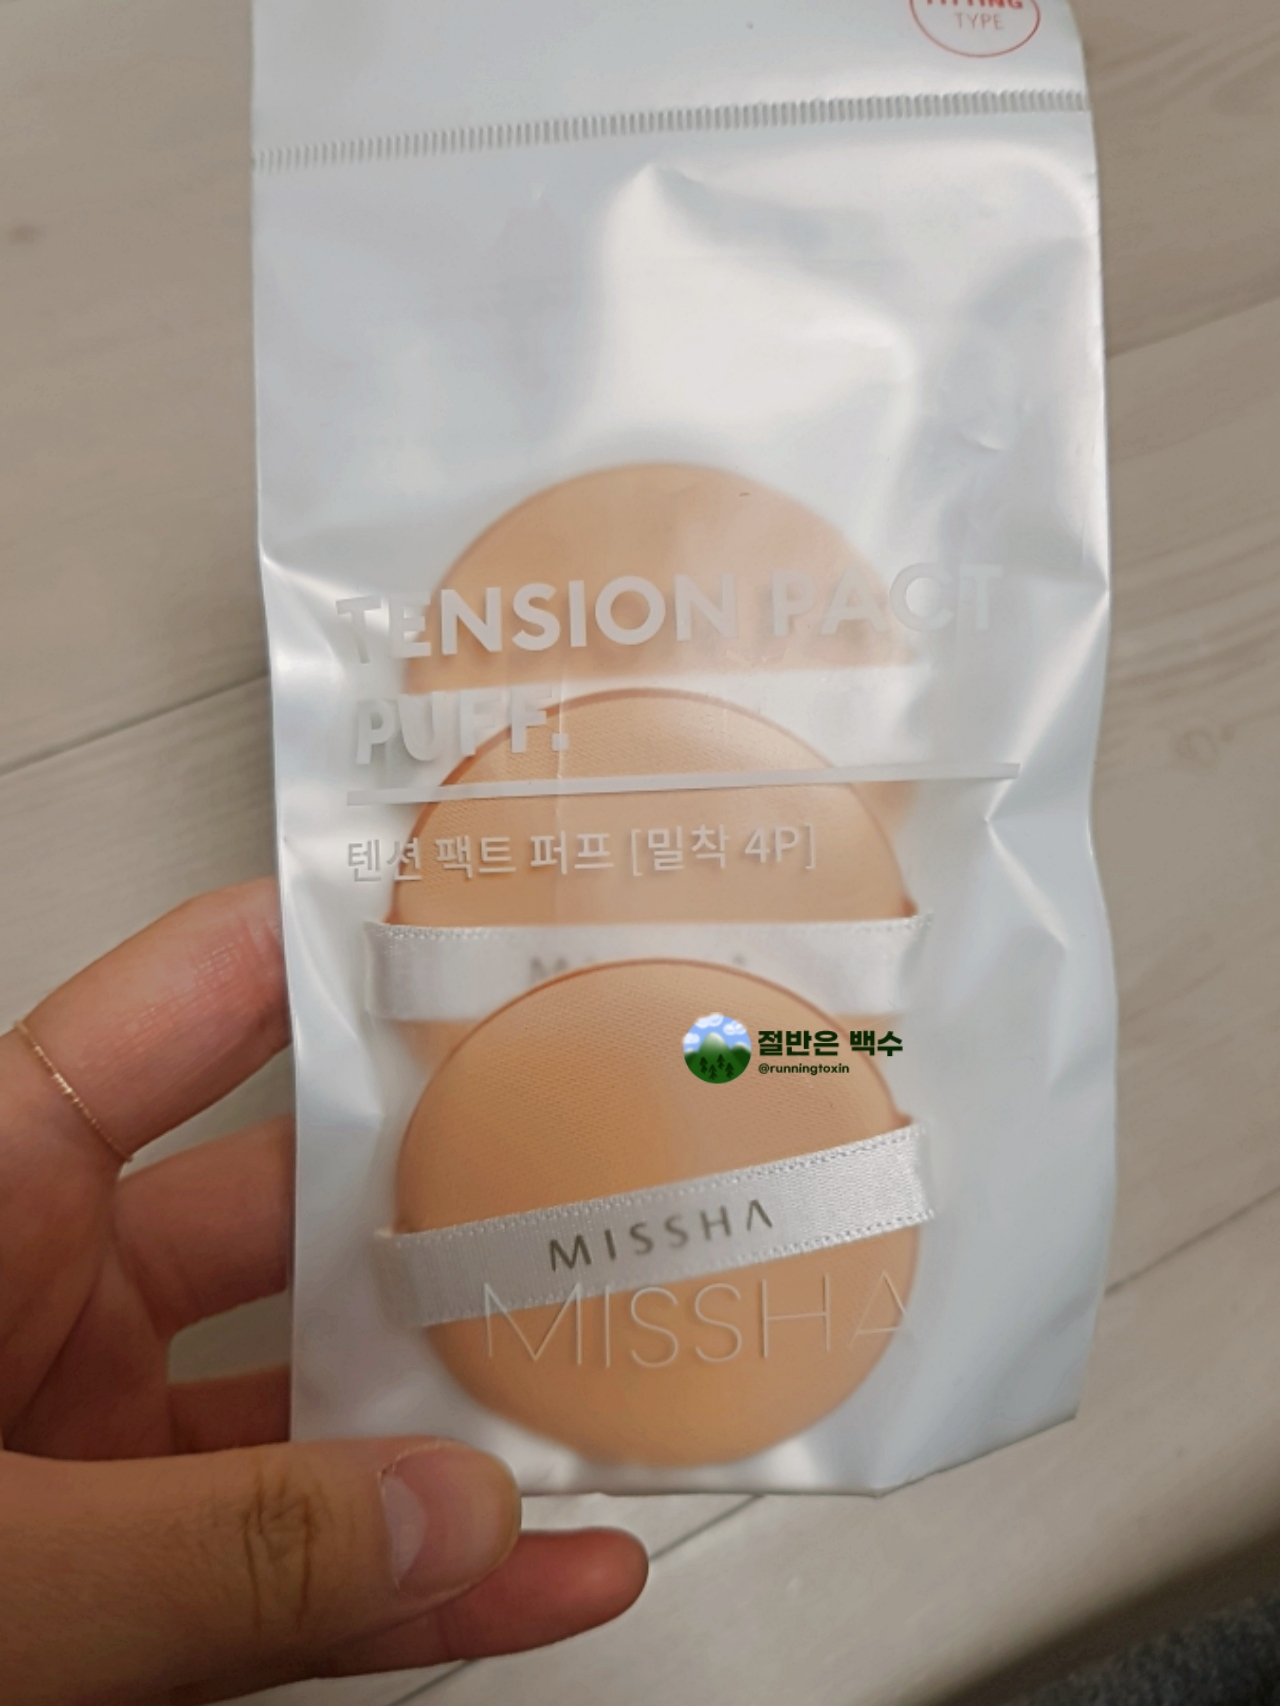 FITTING
TYPE
TENSION PACT
PUFF.
텐션 팩트 퍼프 [밀착 4P]
절반은 백수
@runningtoxin
MISSHA
MISSHA